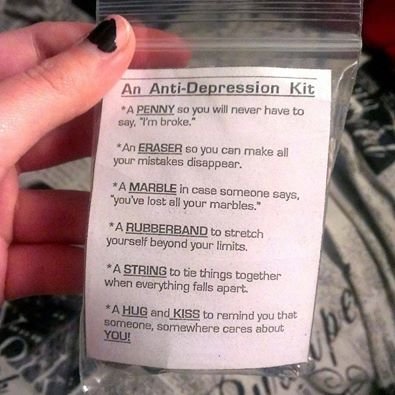 An Anti-Depression Kit
*A PENNY so you will never have to
say, "I'm broke."
*An ERASER so you can make all
your mistakes disappear.
*A MARBLE in case someone says,
"you've lost all your marbles."
*A RUBBERBAND to stretch
yourself beyond your limits.
*A STRING to tie things together
when everything falls apart.
*A HUG and KISS to remind you that
someone, somewhere cares about
YOU!